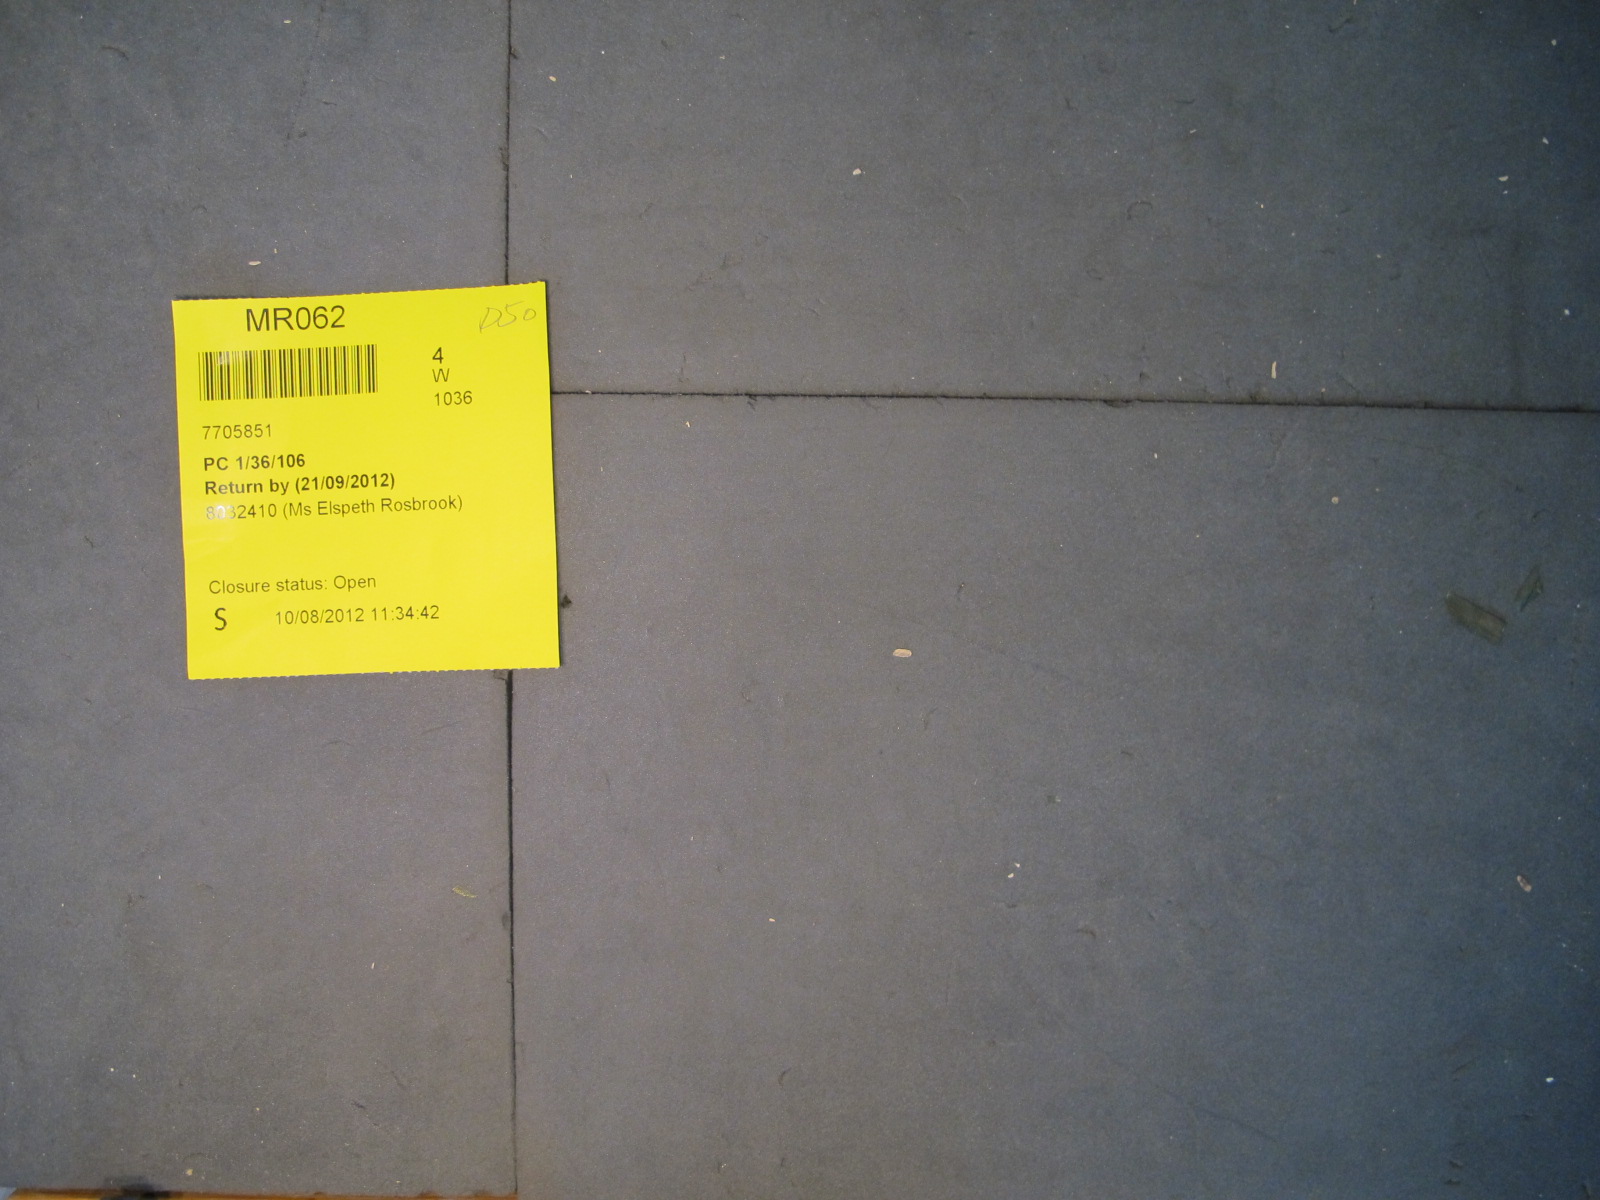 MR062
D50
4
W
1036
7705851
PC 1/36/106
Return by (21/09/2012)
8032410 (Ms Elspeth Rosbrook)
Closure status: Open
S 10/08/2012 11:34:42